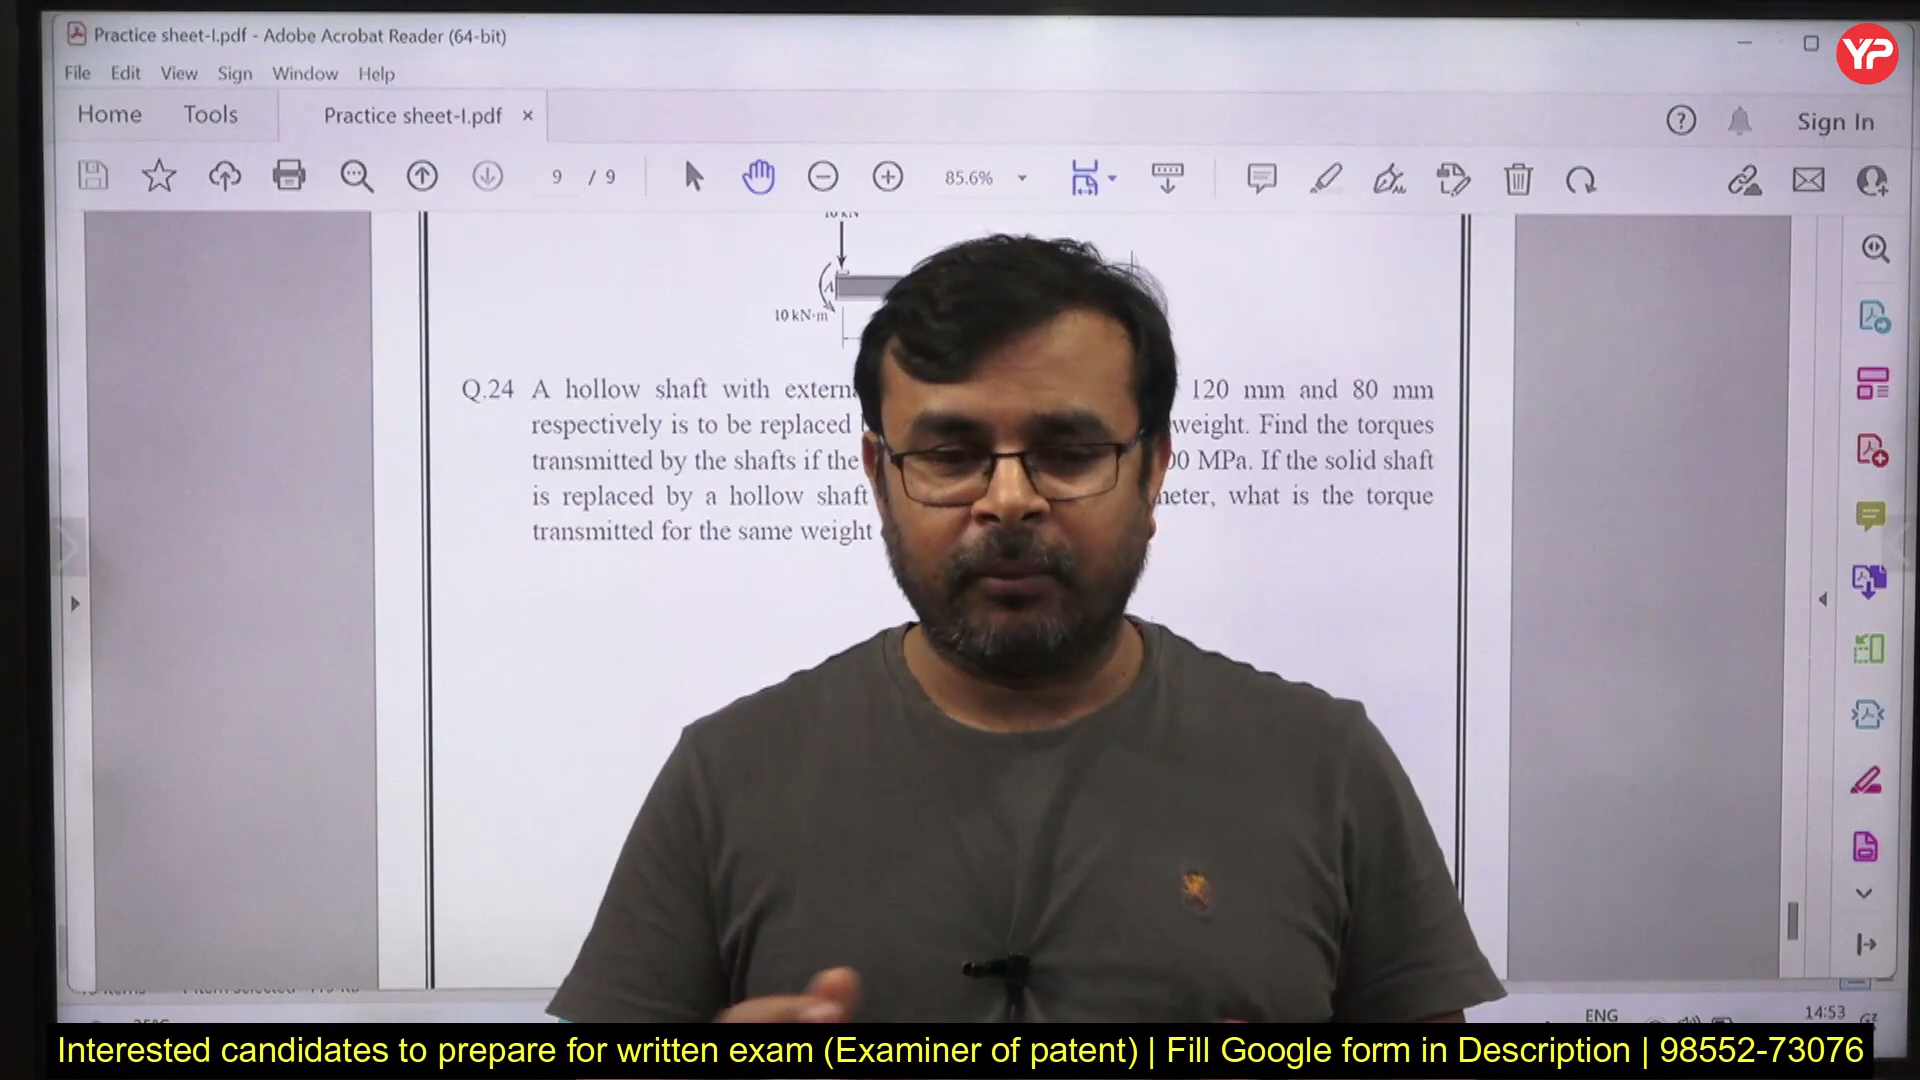 Practice sheet-I.pdf - Adobe Acrobat Reader (64-bit)
YP
File Edit View Sign Window Help
Home Tools Practice sheet-I.pdf × Sign In
9 / 9 85.6%
10 kN
A
10 kN·m
Q.24 A hollow shaft with 120 mm and 80 mm
respectively is to be replaced weight. Find the torques
transmitted by the shafts if the MPa. If the solid shaft
is replaced by a hollow shaft what is the torque
transmitted for the same weight
ENG
14:53
Interested candidates to prepare for written exam (Examiner of patent) | Fill Google form in Description | 98552-73076